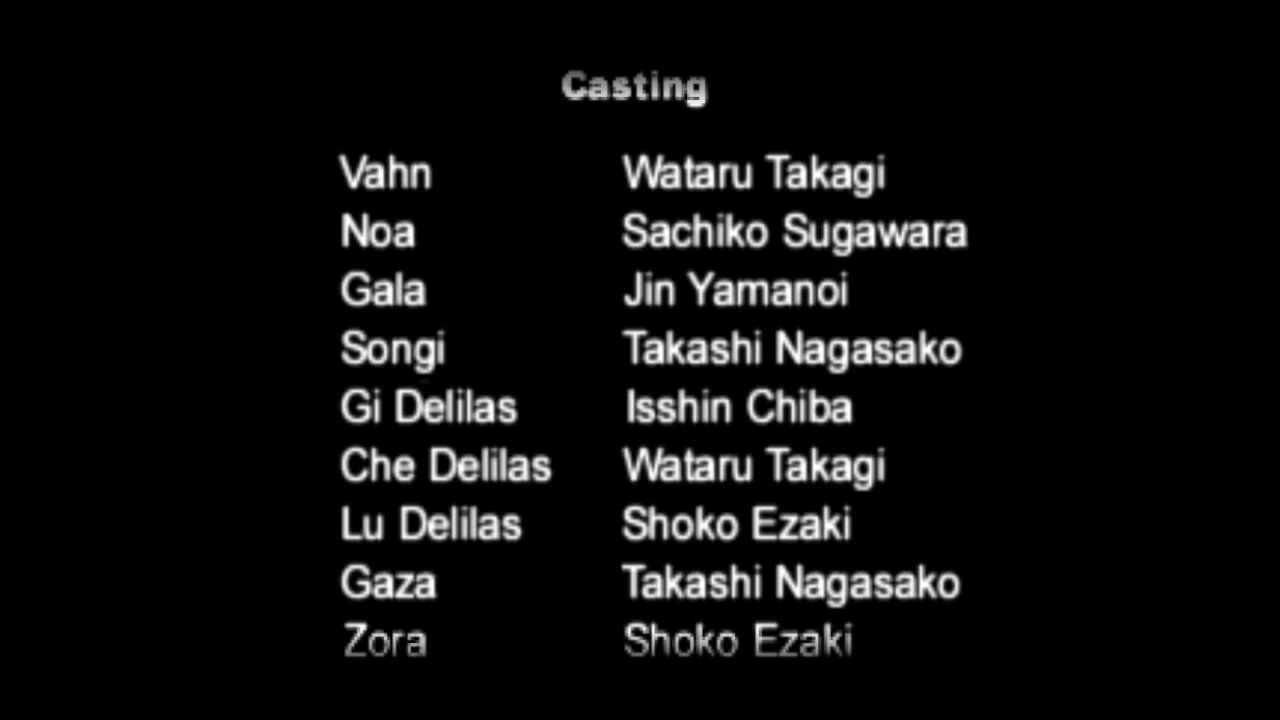 Casting
Vahn Wataru Takagi
Noa Sachiko Sugawara
Gala Jin Yamanoi
Songi Takashi Nagasako
Gi Delilas Isshin Chiba
Che Delilas Wataru Takagi
Lu Delilas Shoko Ezaki
Gaza Takashi Nagasako
Zora Shoko Ezaki